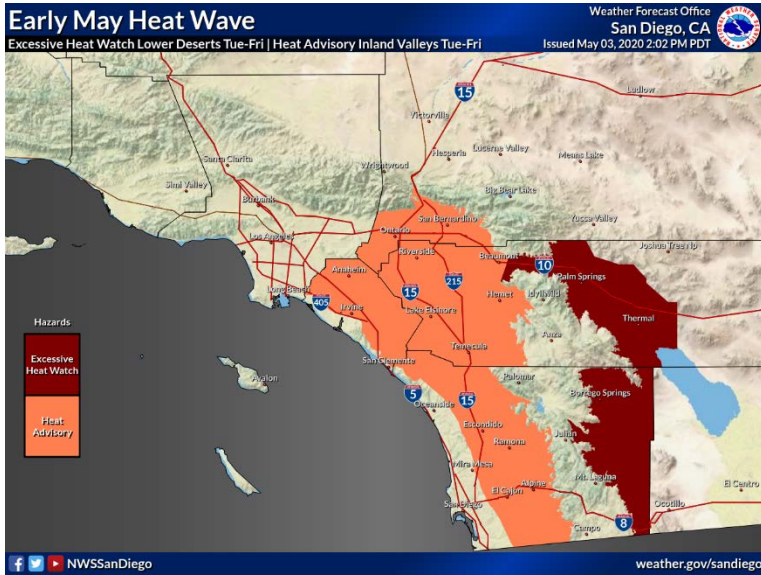 Early May Heat Wave
Excessive Heat Watch Lower Deserts Tue-Fri | Heat Advisory Inland Valleys Tue-Fri
Weather Forecast Office
San Diego, CA
Issued May 03, 2020 2:02 PM PDT
15
Ludlow
Victorville
Hesperia
Lucerne Valley
Means Lake
Santa Clarita
Wrightwood
Simi Valley
Burbank
Big Bear Lake
San Bernardino
Yucca Valley
Los Angeles
Ontario
Riverside
Beaumont
Joshua Tree Np
10
Anaheim
Palm Springs
15
215
Long Beach
405
Hemet
Idyllwild
Irvine
Lake Elsinore
Thermal
Anza
Temecula
San Clemente
Avalon
Palomar
5
15
Oceanside
Borrego Springs
Escondido
Ramona
Julian
Mira Mesa
Mt Laguna
El Cajon
Alpine
El Centro
San Diego
Ocotillo
8
Campo
Hazards
Excessive
Heat Watch
Heat
Advisory
NWSSanDiego
weather.gov/sandiego